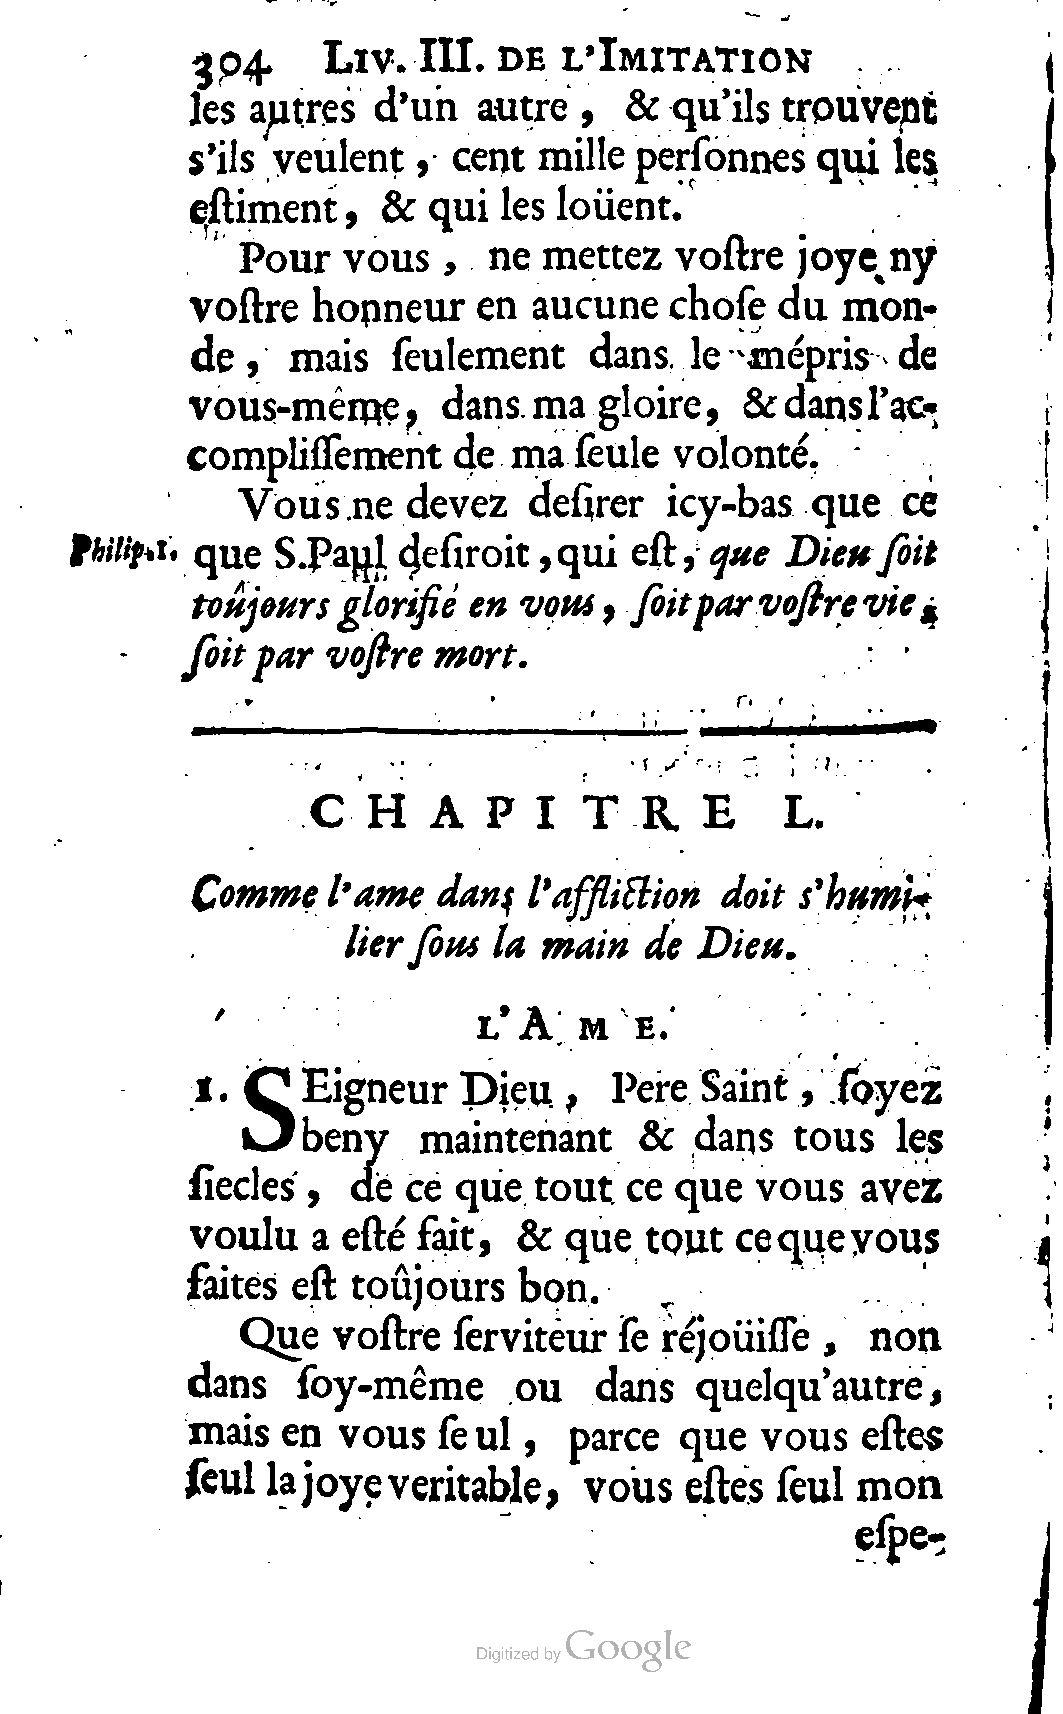 304 LIV. III. DE L'IMITATION
les autres d'un autre, & qu'ils trouvent
s'ils veulent, cent mille perſonnes qui les
eſtiment, & qui les loüent.
Pour vous, ne mettez voſtre joye ny
voſtre honneur en aucune choſe du mon-
de, mais ſeulement dans le mépris de
vous-même, dans ma gloire, & dans l'ac-
compliſſement de ma ſeule volonté.
Vous ne devez deſirer icy-bas que ce
Philip. 1. que S. Paul deſiroit, qui eſt, que Dieu ſoit
toûjours glorifié en vous, ſoit par voſtre vie,
ſoit par voſtre mort.
CHAPITRE L.
Comme l'ame dans l'affliction doit s'humi-
lier ſous la main de Dieu.
L'AME.
1. SEigneur Dieu, Pere Saint, ſoyez
beny maintenant & dans tous les
ſiecles, de ce que tout ce que vous avez
voulu a eſté fait, & que tout ce que vous
faites eſt toûjours bon.
Que voſtre ſerviteur ſe réjoüiſſe, non
dans ſoy-même ou dans quelqu'autre,
mais en vous ſeul, parce que vous eſtes
ſeul la joye veritable, vous eſtes ſeul mon
eſpe-
Digitized by Google